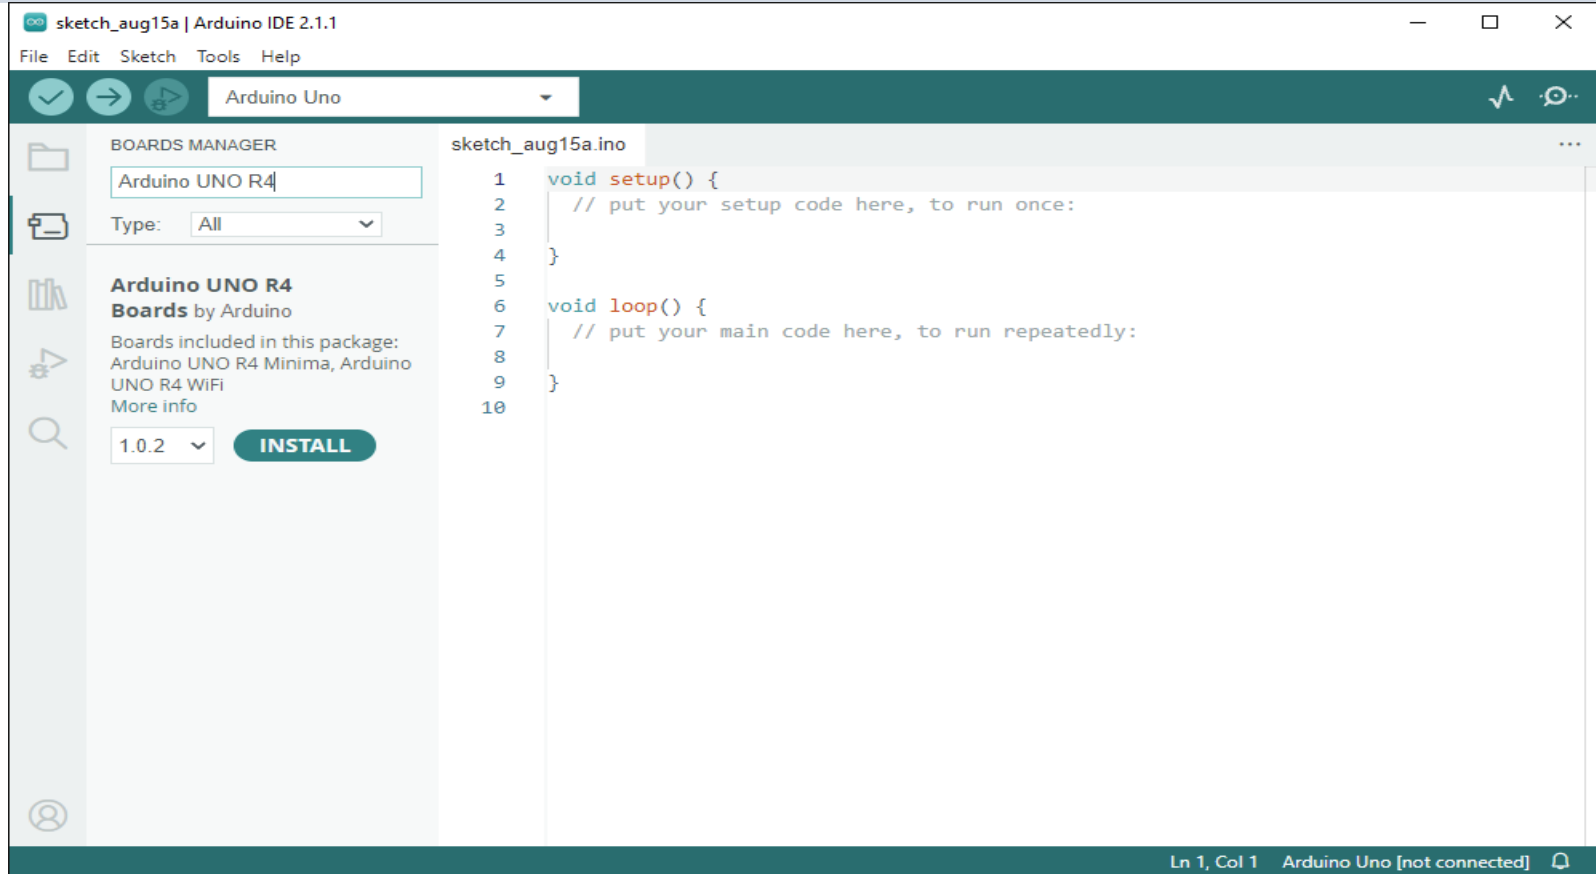 sketch_aug15a | Arduino IDE 2.1.1
File Edit Sketch Tools Help
Arduino Uno
BOARDS MANAGER
Arduino UNO R4
Type: All
Arduino UNO R4
Boards by Arduino
Boards included in this package:
Arduino UNO R4 Minima, Arduino
UNO R4 WiFi
More info
1.0.2 INSTALL
sketch_aug15a.ino
1 void setup() {
2 // put your setup code here, to run once:
3
4 }
5
6 void loop() {
7 // put your main code here, to run repeatedly:
8
9 }
10
Ln 1, Col 1 Arduino Uno [not connected]